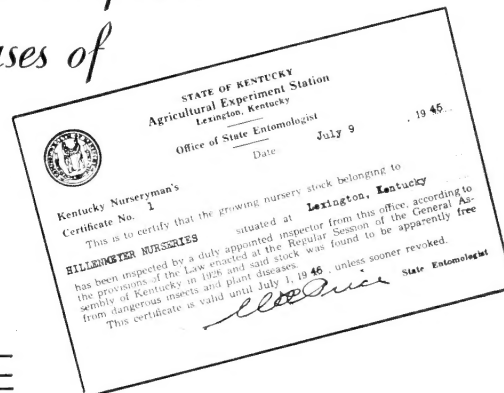 uses of
STATE OF KENTUCKY
Agricultural Experiment Station
Lexington, Kentucky
Office of State Entomologist
Date July 9 , 1945
Kentucky Nurseryman's
Certificate No. 1
This is to certify that the growing nursery stock belonging to
HILLENMEYER NURSERIES situated at Lexington, Kentucky
has been inspected by a duly appointed inspector from this office, according to
the provisions of the Law enacted at the Regular Session of the General As-
sembly of Kentucky in 1926 and said stock was found to be apparently free
from dangerous insects and plant diseases.
This certificate is valid until July 1, 1946, unless sooner revoked.
State Entomologist